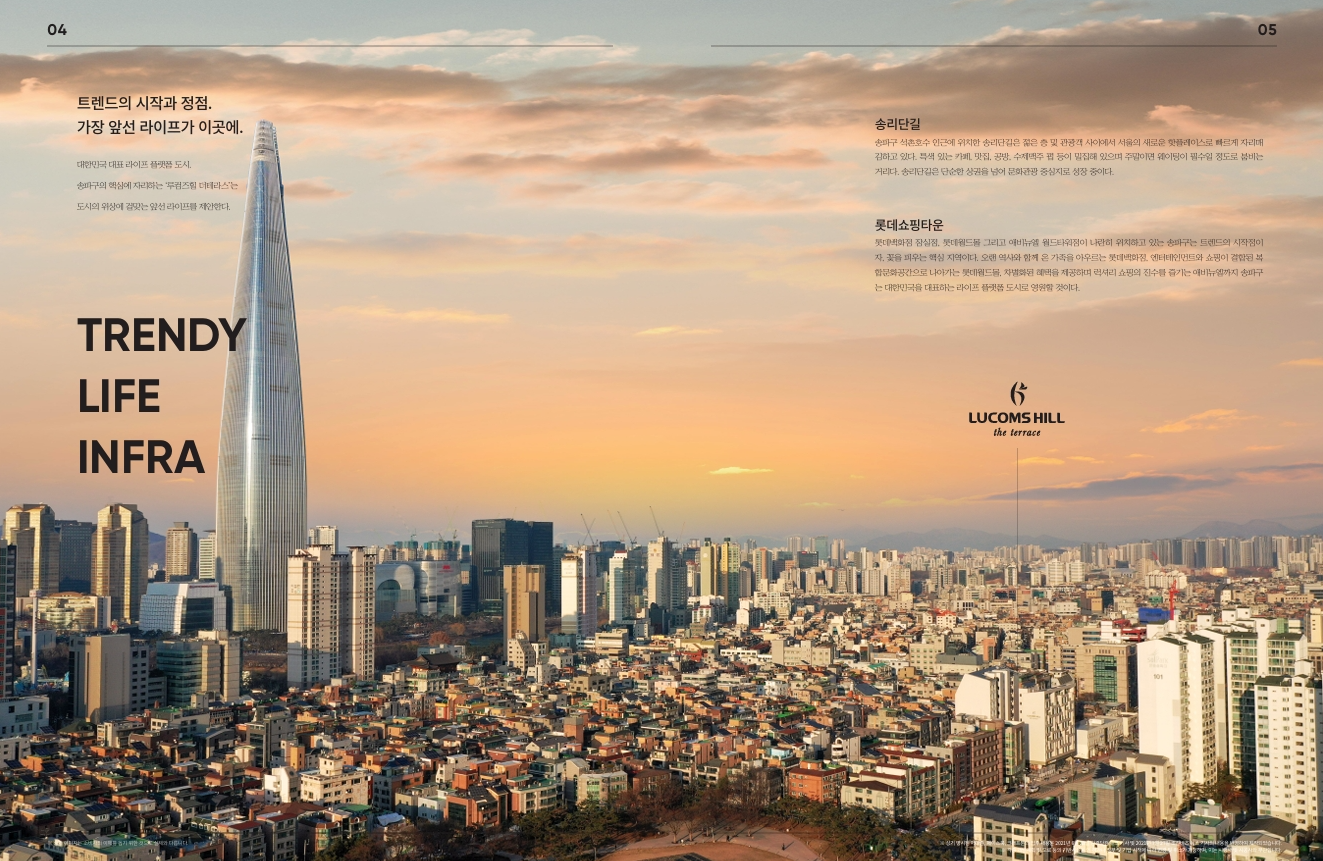 04
05
트렌드의 시작과 정점.
가장 앞선 라이프가 이곳에.
대한민국 대표 라이프 플랫폼 도시.
송파구의 핵심에 자리하는 '루컴즈힐 더테라스'는
도시의 위상에 걸맞는 앞선 라이프를 제안한다.
TRENDY
LIFE
INFRA
송리단길
송파구 석촌호수 인근에 위치한 송리단길은 젊은 층 및 관광객 사이에서 서울의 새로운 핫플레이스로 빠르게 자리매
김하고 있다. 특색 있는 카페, 맛집, 공방, 수제맥주 펍 등이 밀집해 있으며 주말이면 웨이팅이 필수일 정도로 붐비는
거리다. 송리단길은 단순한 상권을 넘어 문화관광 중심지로 성장 중이다.
롯데쇼핑타운
롯데백화점 잠실점, 롯데월드몰 그리고 애비뉴엘 월드타워점이 나란히 위치하고 있는 송파구는 트렌드의 시작점이
자, 꽃을 피우는 핵심 지역이다. 오랜 역사와 함께 온 가족을 아우르는 롯데백화점, 엔터테인먼트와 쇼핑이 결합된 복
합문화공간으로 나아가는 롯데월드몰, 차별화된 혜택을 제공하며 럭셔리 쇼핑의 진수를 즐기는 애비뉴엘까지 송파구
는 대한민국을 대표하는 라이프 플랫폼 도시로 영원할 것이다.
LUCOMS HILL
the terrace
101